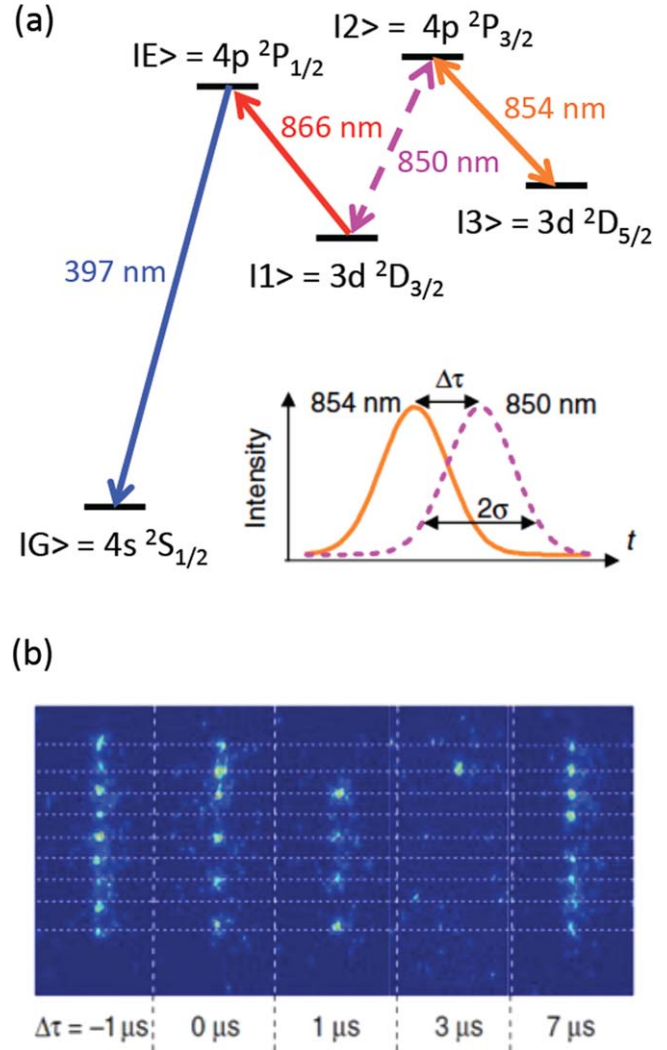 (a)
|2> = 4p ²P₃/₂
|E> = 4p ²P₁/₂
866 nm
854 nm
850 nm
|3> = 3d ²D₅/₂
|1> = 3d ²D₃/₂
397 nm
Δτ
854 nm
850 nm
Intensity
2σ
t
|G> = 4s ²S₁/₂
(b)
Δτ = −1 μs 0 μs 1 μs 3 μs 7 μs